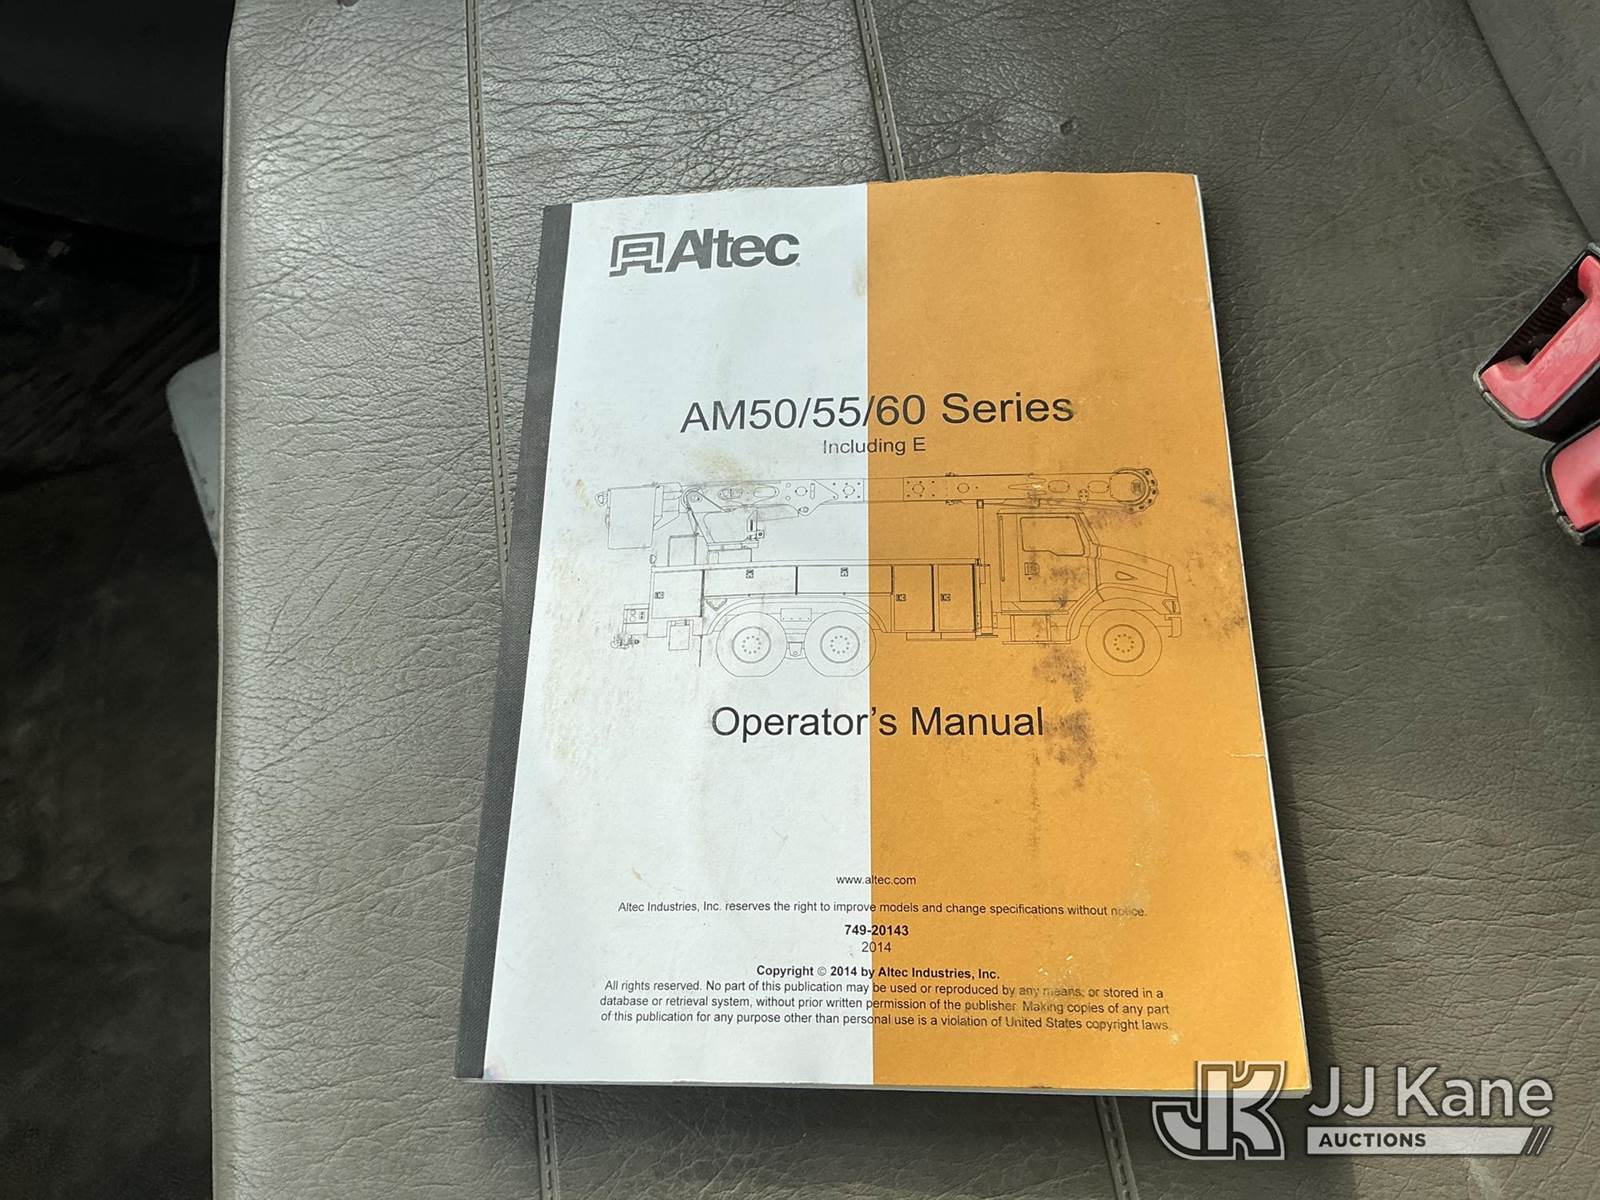 Altec
AM50/55/60 Series
Including E
Operator's Manual
www.altec.com
Altec Industries, Inc. reserves the right to improve models and change specifications without notice.
749-20143
2014
Copyright © 2014 by Altec Industries, Inc.
All rights reserved. No part of this publication may be used or reproduced by any means, or stored in a
database or retrieval system, without prior written permission of the publisher. Making copies of any part
of this publication for any purpose other than personal use is a violation of United States copyright laws.
JK JJ Kane
AUCTIONS